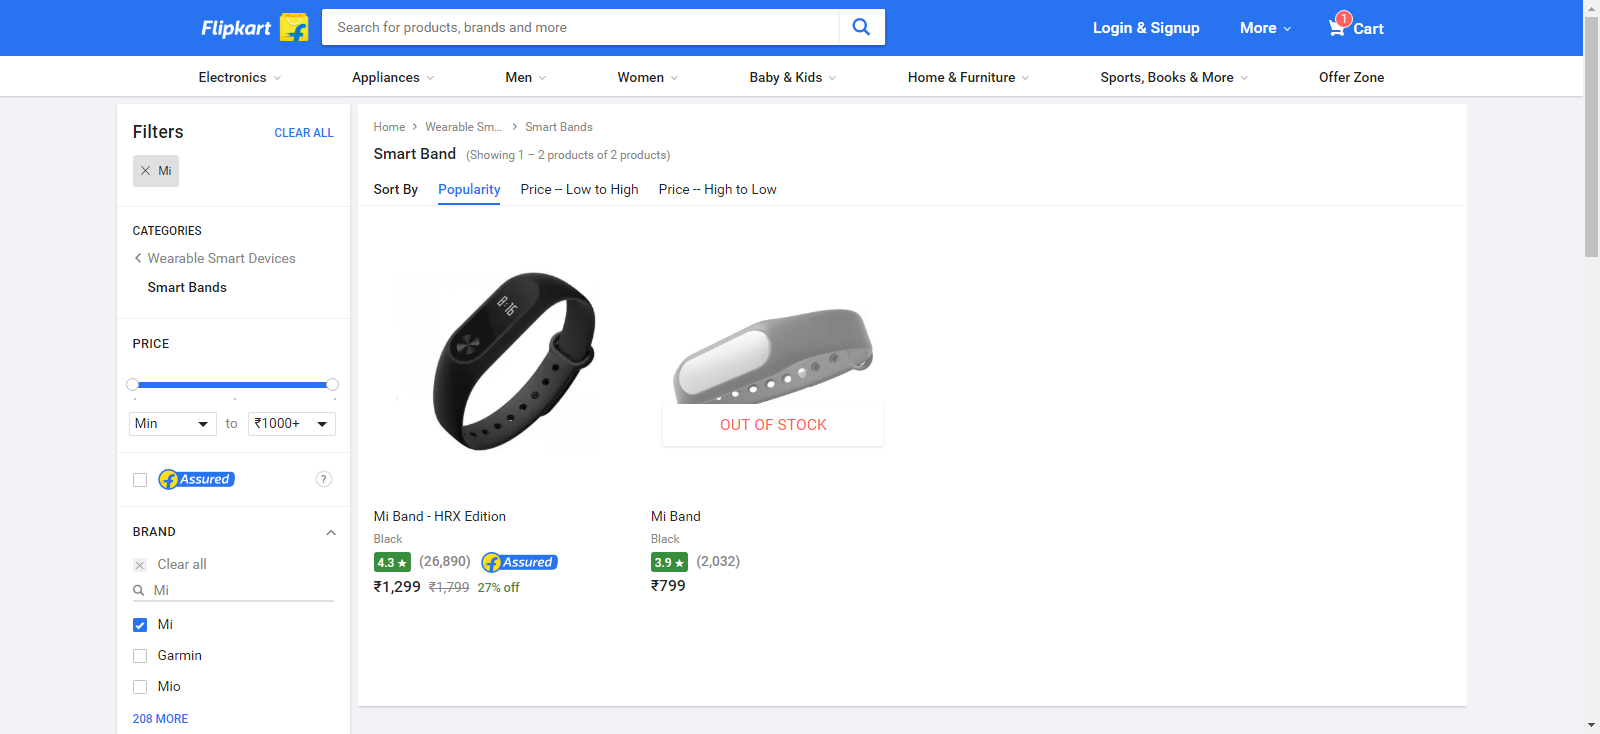 Flipkart
Search for products, brands and more
Login & Signup
More
1
Cart
Electronics
Appliances
Men
Women
Baby & Kids
Home & Furniture
Sports, Books & More
Offer Zone
Filters
CLEAR ALL
Mi
CATEGORIES
Wearable Smart Devices
Smart Bands
PRICE
Min to ₹1000+
Assured
?
BRAND
Clear all
Mi
Mi
Garmin
Mio
208 MORE
Home > Wearable Sm... > Smart Bands
Smart Band (Showing 1 – 2 products of 2 products)
Sort By Popularity Price -- Low to High Price -- High to Low
8:16
Mi Band - HRX Edition
Black
4.3 ★ (26,890) Assured
₹1,299 ₹1,799 27% off
OUT OF STOCK
Mi Band
Black
3.9 ★ (2,032)
₹799